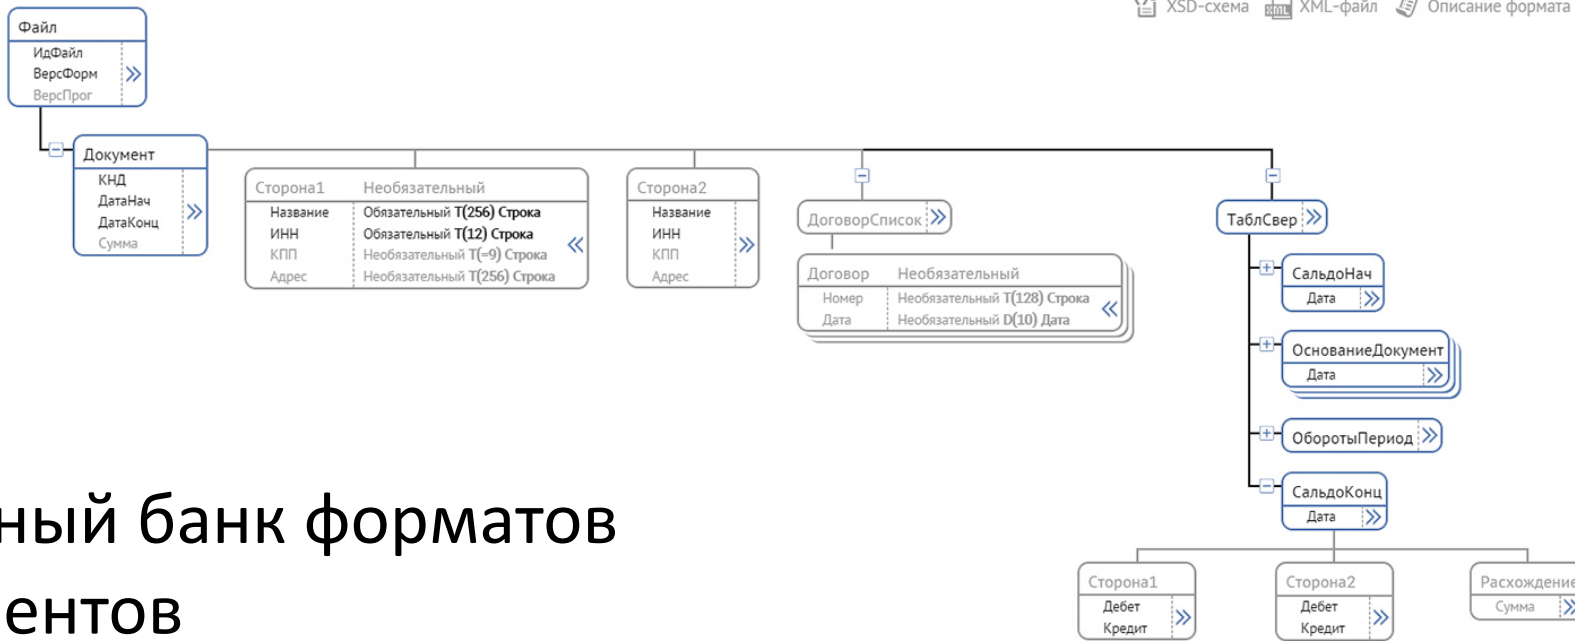 XSD-схема XML-файл Описание формата
Файл
ИдФайл
ВерсФорм
ВерсПрог
Документ
КНД
ДатаНач
ДатаКонц
Сумма
Сторона1 Необязательный
Название Обязательный T(256) Строка
ИНН Обязательный T(12) Строка
КПП Необязательный T(=9) Строка
Адрес Необязательный T(256) Строка
Сторона2
Название
ИНН
КПП
Адрес
ДоговорСписок
Договор Необязательный
Номер Необязательный T(128) Строка
Дата Необязательный D(10) Дата
ТаблСвер
СальдоНач
Дата
ОснованиеДокумент
Дата
ОборотыПериод
СальдоКонц
Дата
Сторона1
Дебет
Кредит
Сторона2
Дебет
Кредит
Расхождение
Сумма
ный банк форматов
ентов